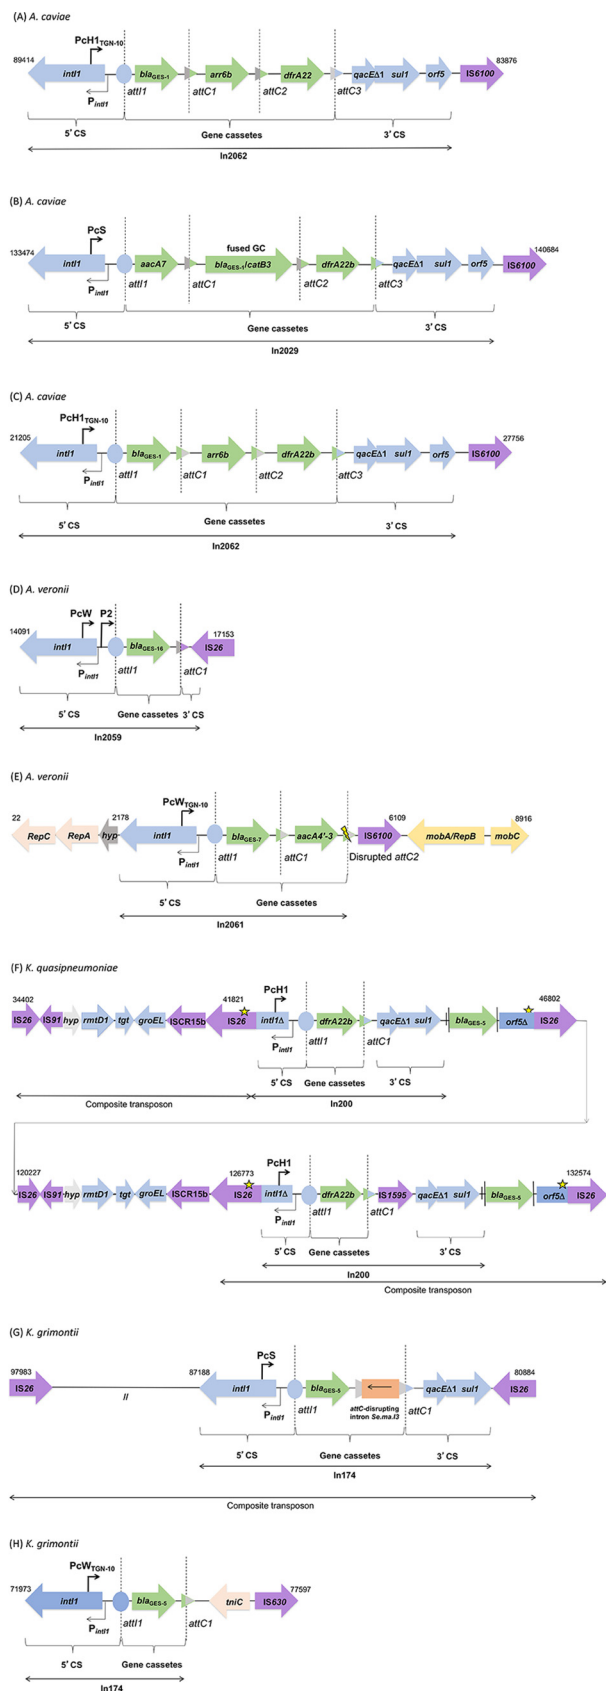 (A) A. caviae
PcH1TGN-10
89414 83876
intI1 blaGES-1 arr6b dfrA22 qacEΔ1 sul1 orf5 IS6100
PintI1 attI1 attC1 attC2 attC3
5' CS Gene cassetes 3' CS
In2062
(B) A. caviae
PcS fused GC
133474 140684
intI1 aacA7 blaGES-1/catB3 dfrA22b qacEΔ1 sul1 orf5 IS6100
PintI1 attI1 attC1 attC2 attC3
5' CS Gene cassetes 3' CS
In2029
(C) A. caviae
PcH1TGN-10
21205 27756
intI1 blaGES-1 arr6b dfrA22b qacEΔ1 sul1 orf5 IS6100
PintI1 attI1 attC1 attC2 attC3
5' CS Gene cassetes 3' CS
In2062
(D) A. veronii
PcW P2
14091 17153
intI1 blaGES-16 IS26
PintI1 attI1 attC1
5' CS Gene cassetes 3' CS
In2059
(E) A. veronii
PcWTGN-10
22 2178 6109 8916
RepC RepA hyp intI1 blaGES-7 aacA4'-3 IS6100 mobA/RepB mobC
PintI1 attI1 attC1 Disrupted attC2
5' CS Gene cassetes
In2061
(F) K. quasipneumoniae
PcH1
34402 41821 46802
IS26 IS91 hyp rmtD1 tgt groEL ISCR15b IS26 intI1Δ dfrA22b qacEΔ1 sul1 blaGES-5 orf5Δ IS26
PintI1 attI1 attC1
5' CS Gene cassetes 3' CS
Composite transposon In200
PcH1
120227 126773 132574
IS26 IS91 hyp rmtD1 tgt groEL ISCR15b IS26 intI1Δ dfrA22b IS1595 qacEΔ1 sul1 blaGES-5 orf5Δ IS26
PintI1 attI1 attC1
5' CS Gene cassetes 3' CS
In200
Composite transposon
(G) K. grimontii
PcS
97983 87188 80884
IS26 // intI1 blaGES-5 qacEΔ1 sul1 IS26
PintI1 attI1 attC-disrupting attC1
intron Se.ma.I3
5' CS Gene cassetes 3' CS
In174
Composite transposon
(H) K. grimontii
PcWTGN-10
71973 77597
intI1 blaGES-5 tniC IS630
PintI1 attI1 attC1
5' CS Gene cassetes
In174